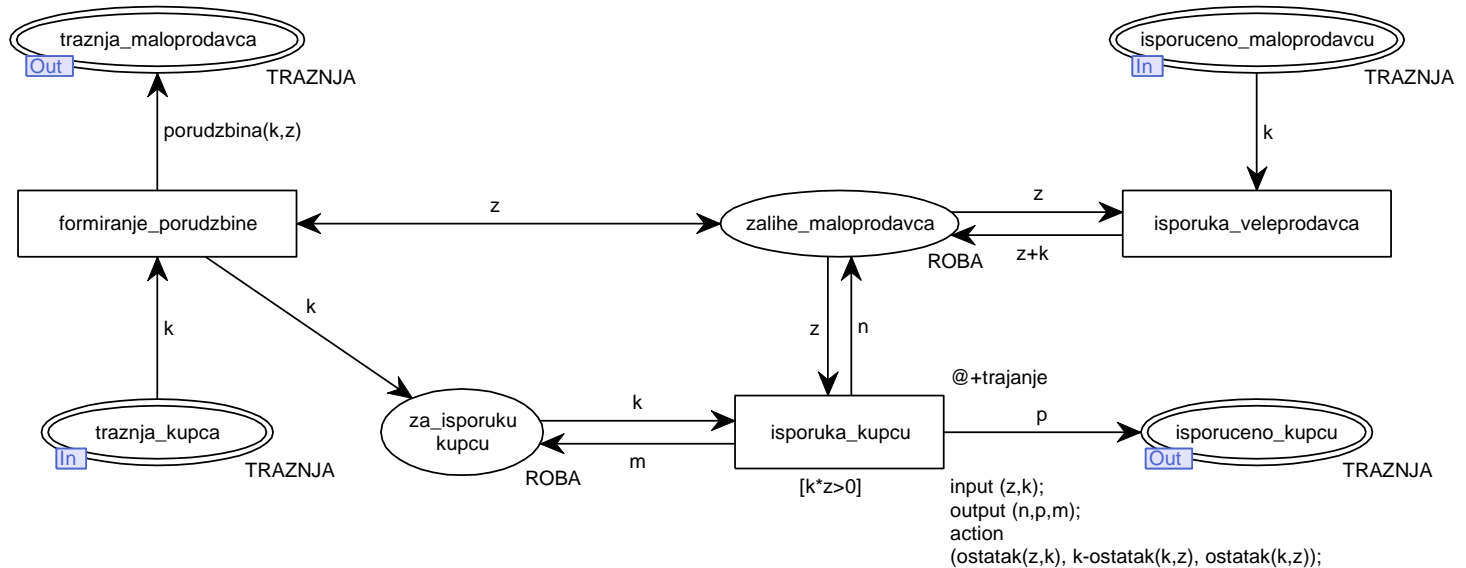 traznja_maloprodavca
Out
TRAZNJA
isporuceno_maloprodavcu
In
TRAZNJA
porudzbina(k,z)
k
formiranje_porudzbine
z
zalihe_maloprodavca
ROBA
z
z+k
isporuka_veleprodavca
k
k
z
n
@+trajanje
traznja_kupca
In
TRAZNJA
za_isporuku
kupcu
ROBA
k
m
isporuka_kupcu
[k*z>0]
p
isporuceno_kupcu
Out
TRAZNJA
input (z,k);
output (n,p,m);
action
(ostatak(z,k), k-ostatak(k,z), ostatak(k,z));